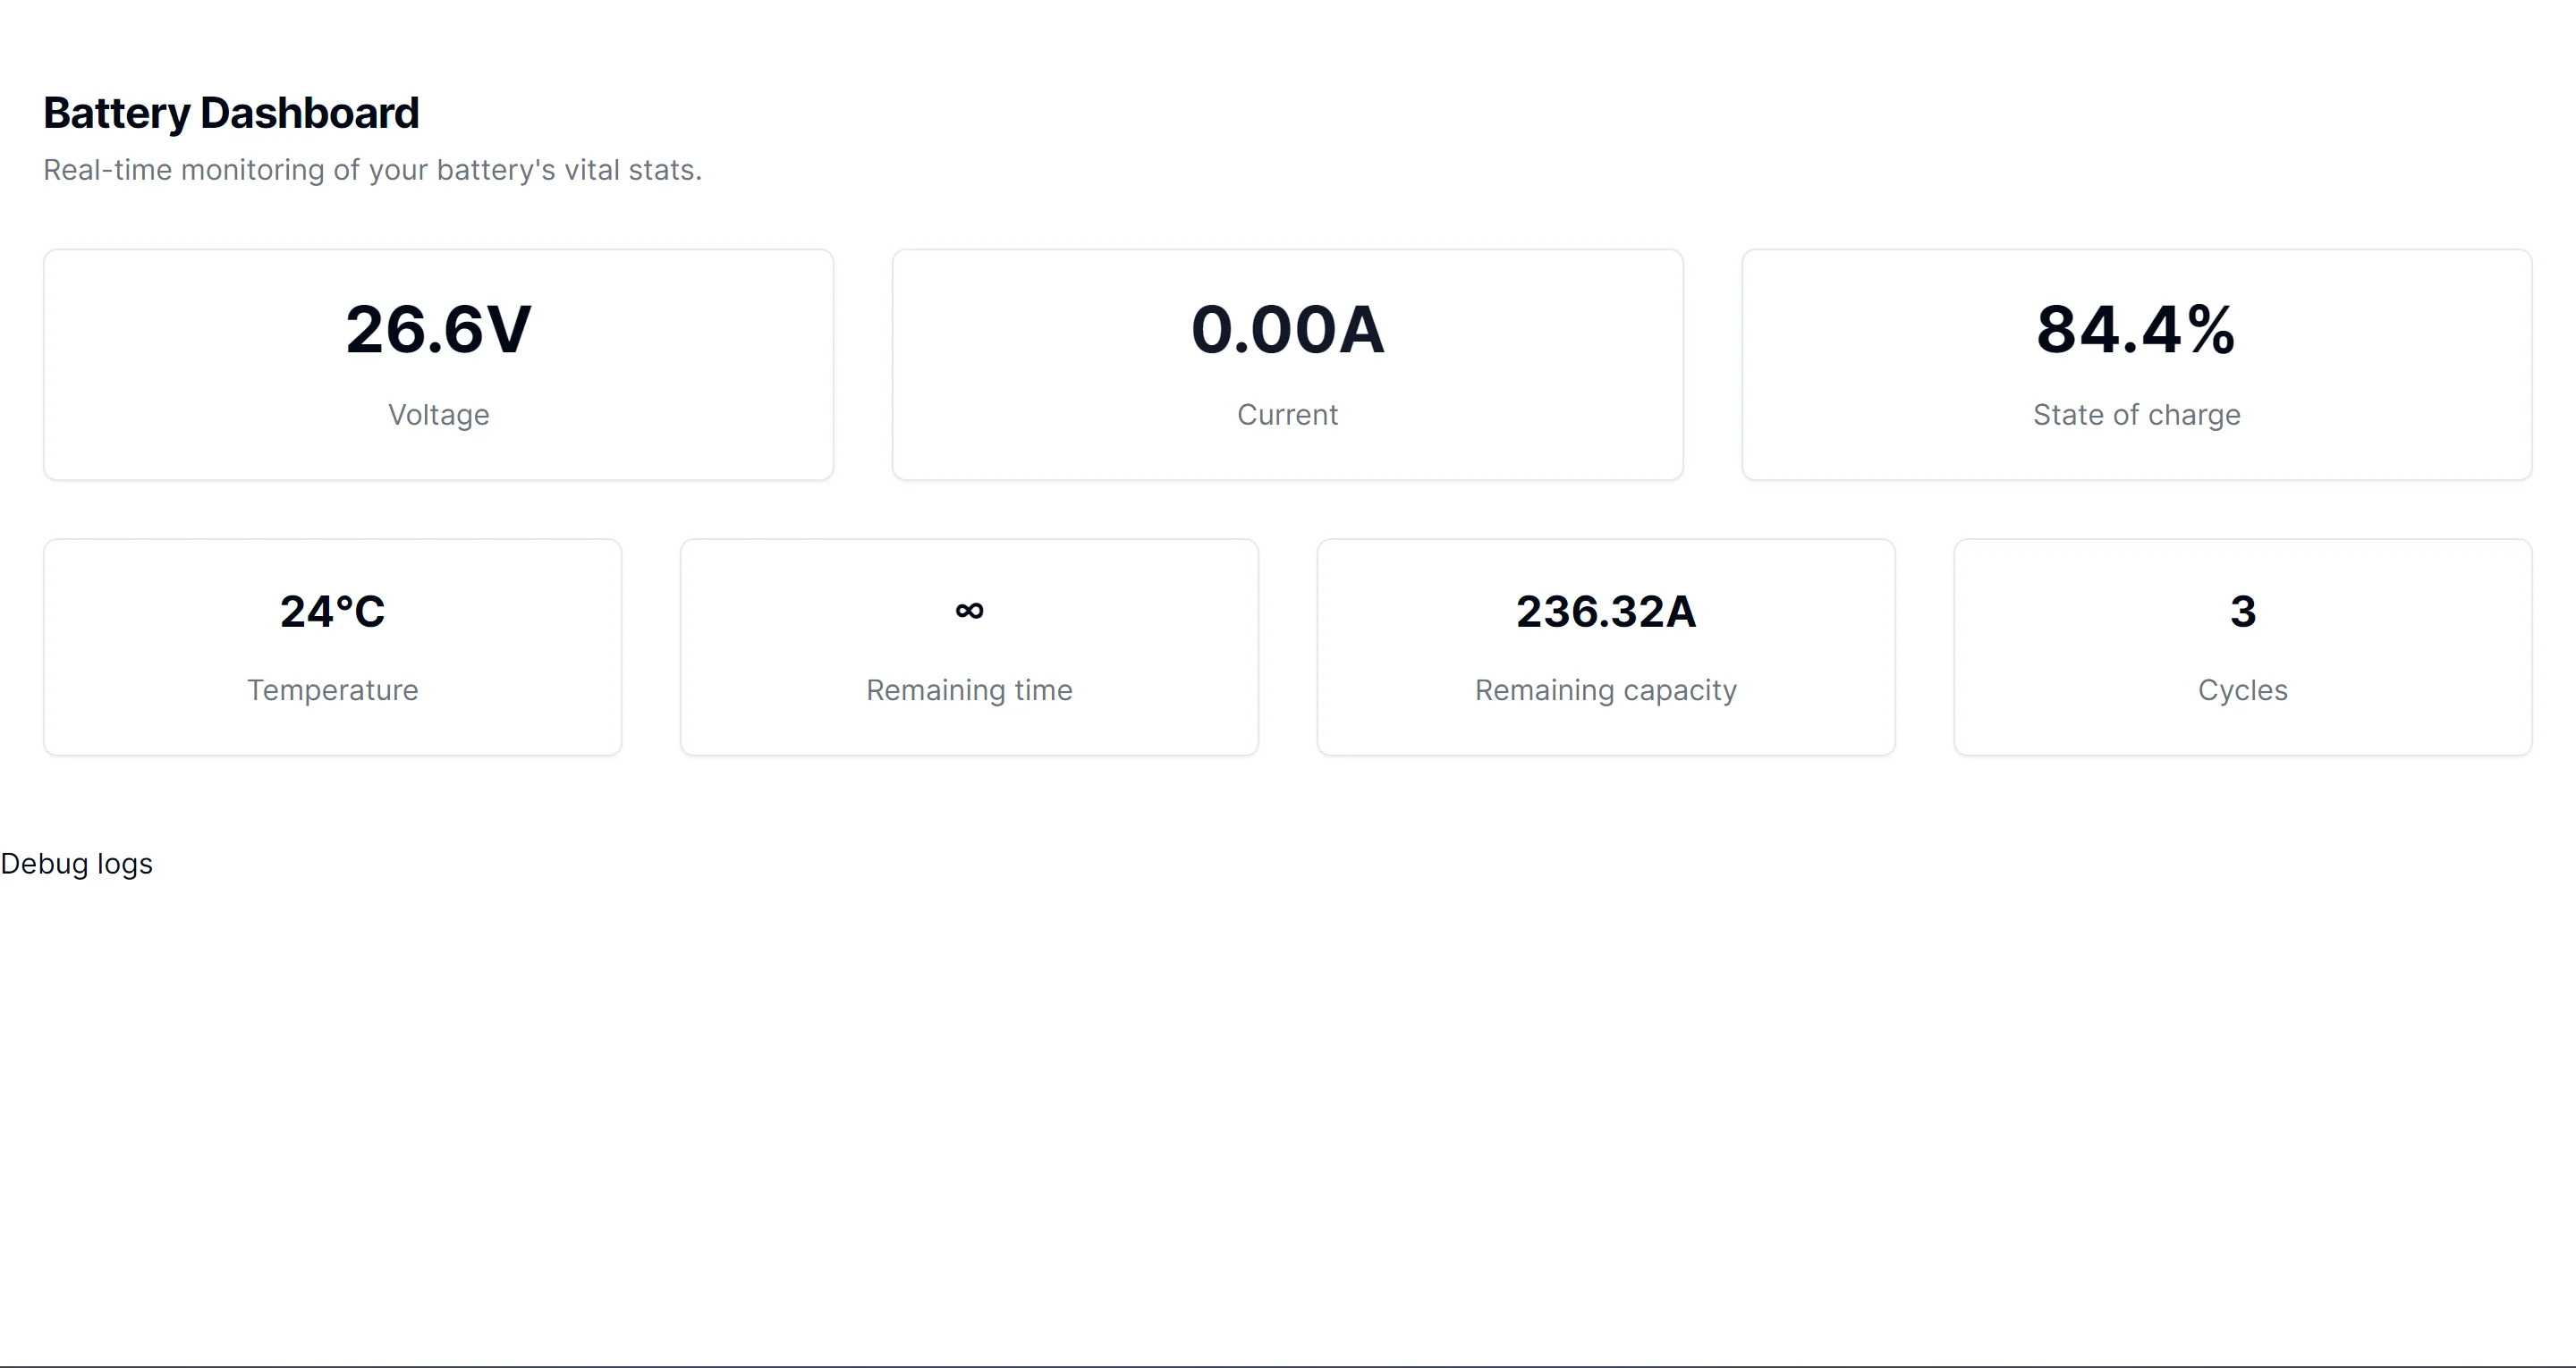 Battery Dashboard
Real-time monitoring of your battery's vital stats.
26.6V
Voltage
0.00A
Current
84.4%
State of charge
24°C
Temperature
∞
Remaining time
236.32A
Remaining capacity
3
Cycles
Debug logs